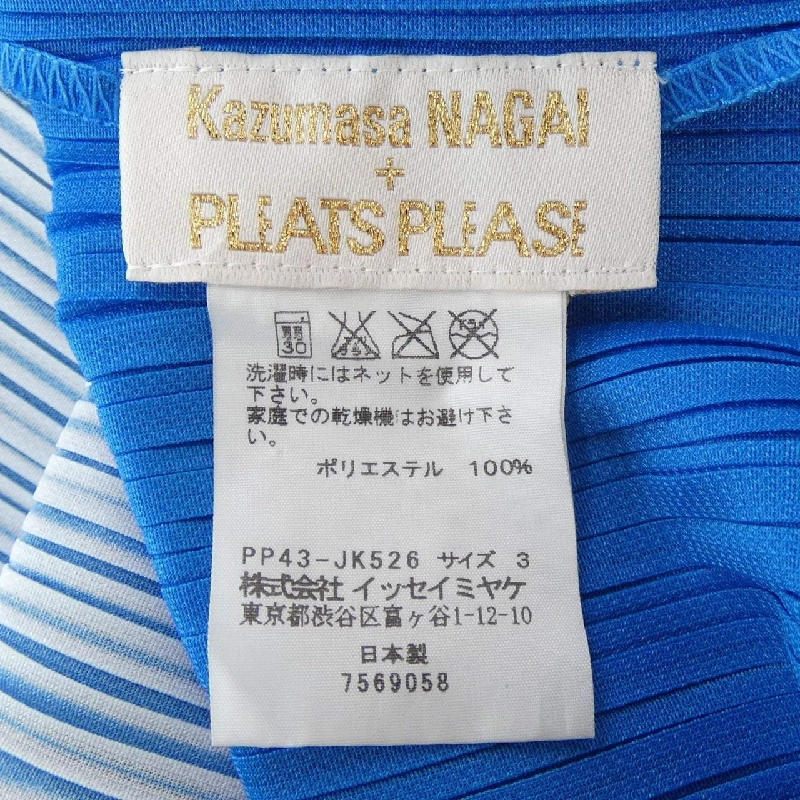 Kazumasa NAGAI
+
PLEATS PLEASE
30
洗濯時にはネットを使用して
下さい。
家庭での乾燥機はお避け下さ
い。
ポリエステル 100%
PP43-JK526 サイズ 3
株式会社 イッセイミヤケ
東京都渋谷区富ヶ谷1-12-10
日本製
7569058